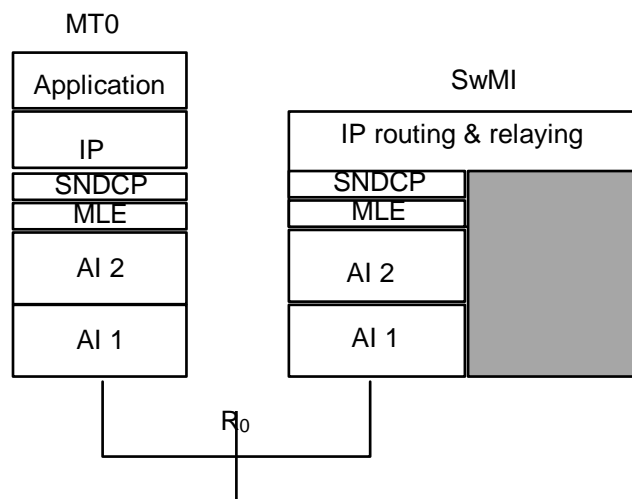 MT0
Application
IP
SNDCP
MLE
AI 2
AI 1
SwMI
IP routing & relaying
SNDCP
MLE
AI 2
AI 1
R₀